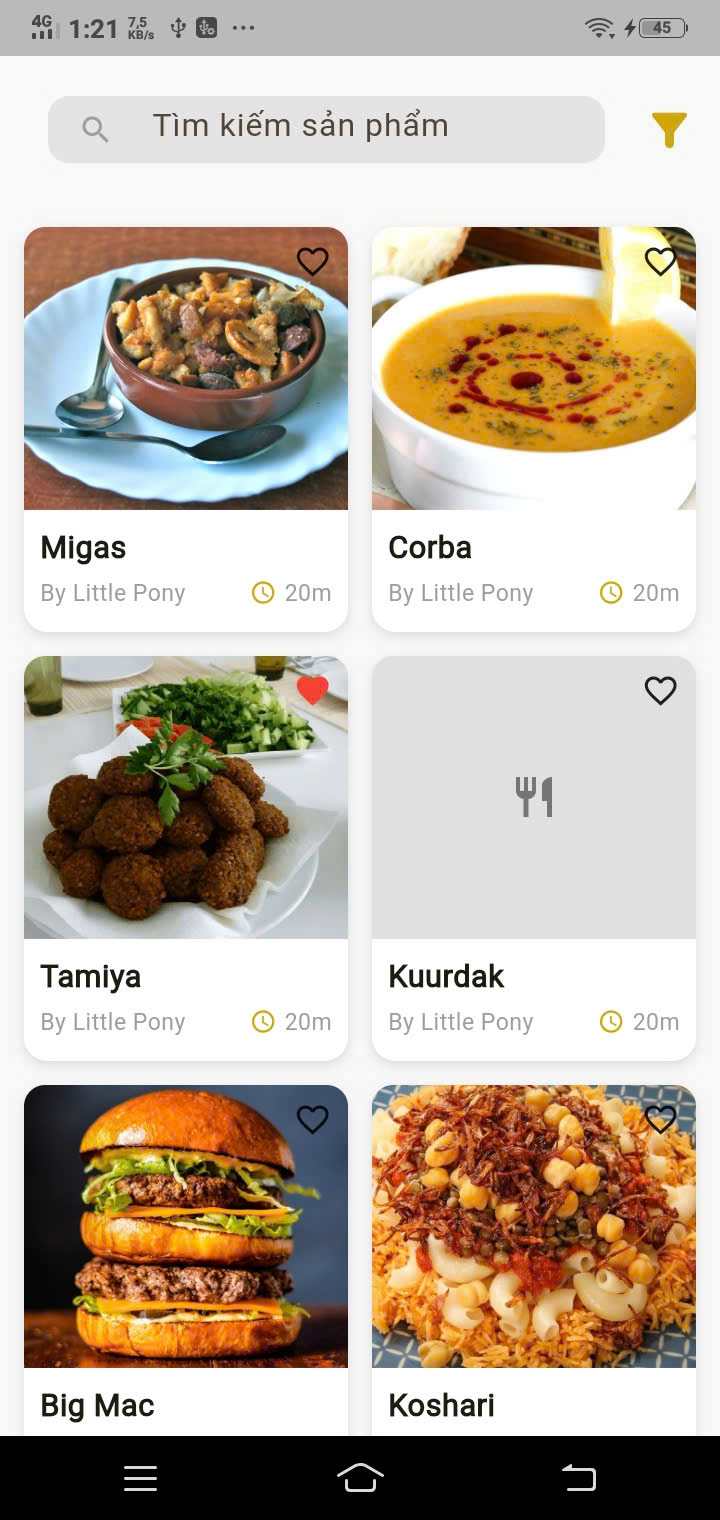 4G 1:21 7,5 KB/s 45
Tìm kiếm sản phẩm
Migas
By Little Pony 20m
Corba
By Little Pony 20m
Tamiya
By Little Pony 20m
Kuurdak
By Little Pony 20m
Big Mac
Koshari